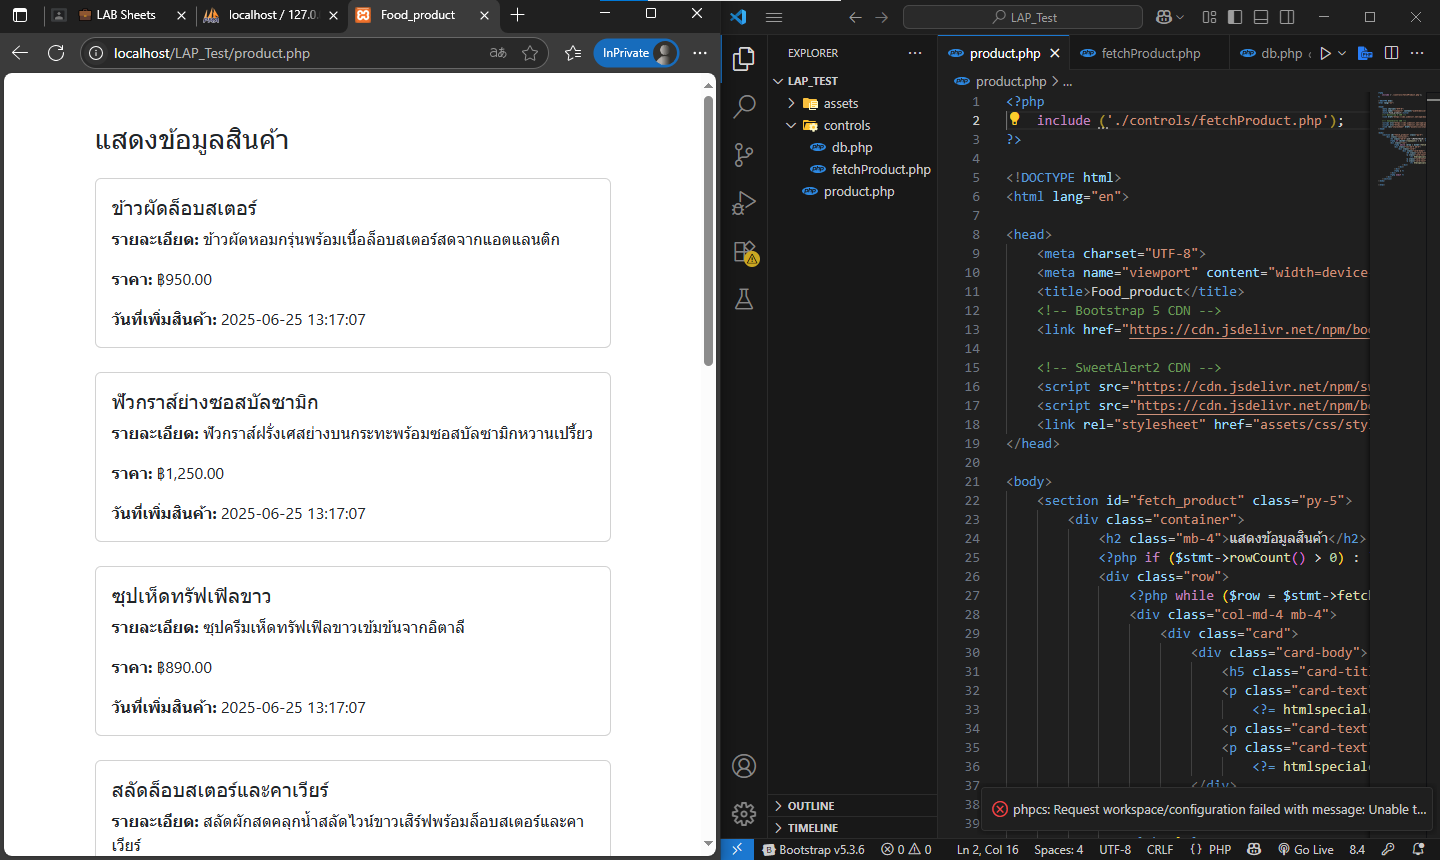 LAB Sheets
localhost / 127.0.
Food_product
localhost/LAP_Test/product.php
InPrivate
แสดงข้อมูลสินค้า
ข้าวผัดล็อบสเตอร์
รายละเอียด: ข้าวผัดหอมกรุ่นพร้อมเนื้อล็อบสเตอร์สดจากแอตแลนติก
ราคา: ฿950.00
วันที่เพิ่มสินค้า: 2025-06-25 13:17:07
ฟัวกราส์ย่างซอสบัลซามิก
รายละเอียด: ฟัวกราส์ฝรั่งเศสย่างบนกระทะพร้อมซอสบัลซามิกหวานเปรี้ยว
ราคา: ฿1,250.00
วันที่เพิ่มสินค้า: 2025-06-25 13:17:07
ซุปเห็ดทรัฟเฟิลขาว
รายละเอียด: ซุปครีมเห็ดทรัฟเฟิลขาวเข้มข้นจากอิตาลี
ราคา: ฿890.00
วันที่เพิ่มสินค้า: 2025-06-25 13:17:07
สลัดล็อบสเตอร์และคาเวียร์
รายละเอียด: สลัดผักสดคลุกน้ำสลัดไวน์ขาวเสิร์ฟพร้อมล็อบสเตอร์และคา
เวียร์
LAP_Test
EXPLORER
LAP_TEST
assets
controls
db.php
fetchProduct.php
product.php
OUTLINE
TIMELINE
product.php
fetchProduct.php
db.php
product.php > ...
1 <?php
2 include ('./controls/fetchProduct.php');
3 ?>
4
5 <!DOCTYPE html>
6 <html lang="en">
7
8 <head>
9 <meta charset="UTF-8">
10 <meta name="viewport" content="width=device
11 <title>Food_product</title>
12 <!-- Bootstrap 5 CDN -->
13 <link href="https://cdn.jsdelivr.net/npm/boo
14
15 <!-- SweetAlert2 CDN -->
16 <script src="https://cdn.jsdelivr.net/npm/sw
17 <script src="https://cdn.jsdelivr.net/npm/bo
18 <link rel="stylesheet" href="assets/css/sty
19 </head>
20
21 <body>
22 <section id="fetch_product" class="py-5">
23 <div class="container">
24 <h2 class="mb-4">แสดงข้อมูลสินค้า</h2>
25 <?php if ($stmt->rowCount() > 0) :
26 <div class="row">
27 <?php while ($row = $stmt->fetc
28 <div class="col-md-4 mb-4">
29 <div class="card">
30 <div class="card-body">
31 <h5 class="card-tit
32 <p class="card-text
33 <?= htmlspecial
34 <p class="card-text
35 <p class="card-text
36 <?= htmlspecial
37 </div>
38
39
phpcs: Request workspace/configuration failed with message: Unable t...
Bootstrap v5.3.6 0 0 Ln 2, Col 16 Spaces: 4 UTF-8 CRLF {} PHP Go Live 8.4